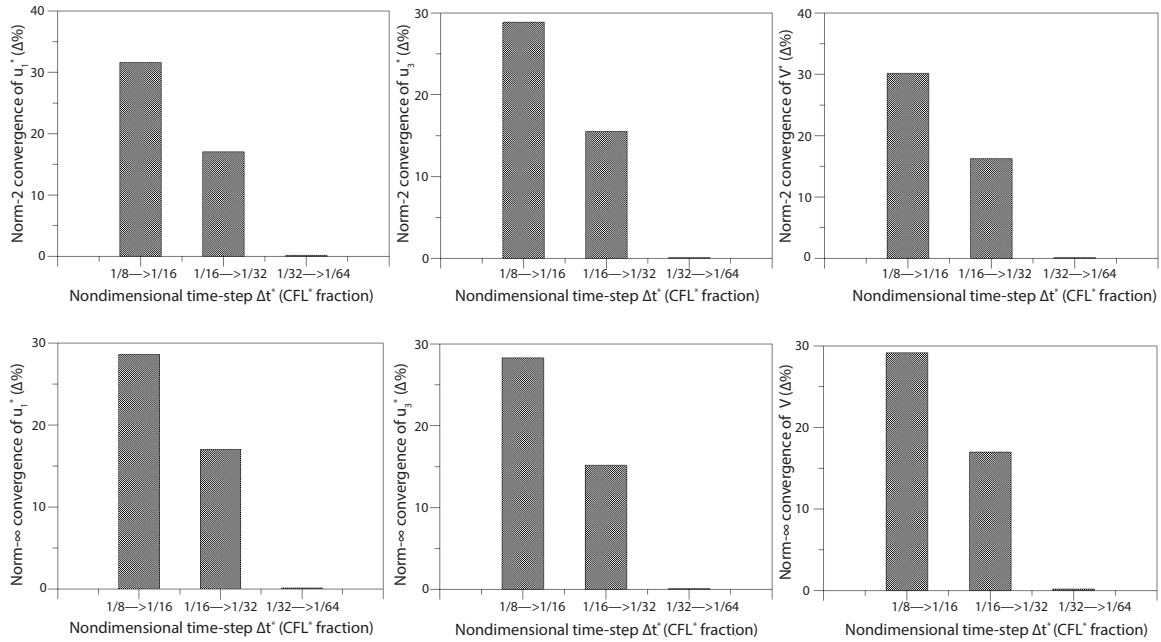 Norm-2 convergence of u₁* (Δ%)
40
30
20
10
0
1/8—>1/16 1/16—>1/32 1/32—>1/64
Nondimensional time-step Δt* (CFL* fraction)
Norm-2 convergence of u₃* (Δ%)
30
20
10
0
1/8—>1/16 1/16—>1/32 1/32—>1/64
Nondimensional time-step Δt* (CFL* fraction)
Norm-2 convergence of V* (Δ%)
40
30
20
10
0
1/8—>1/16 1/16—>1/32 1/32—>1/64
Nondimensional time-step Δt* (CFL* fraction)
Norm-∞ convergence of u₁* (Δ%)
30
20
10
0
1/8—>1/16 1/16—>1/32 1/32—>1/64
Nondimensional time-step Δt* (CFL* fraction)
Norm-∞ convergence of u₃* (Δ%)
30
20
10
0
1/8—>1/16 1/16—>1/32 1/32—>1/64
Nondimensional time-step Δt* (CFL* fraction)
Norm-∞ convergence of V (Δ%)
30
20
10
0
1/8—>1/16 1/16—>1/32 1/32—>1/64
Nondimensional time-step Δt* (CFL* fraction)